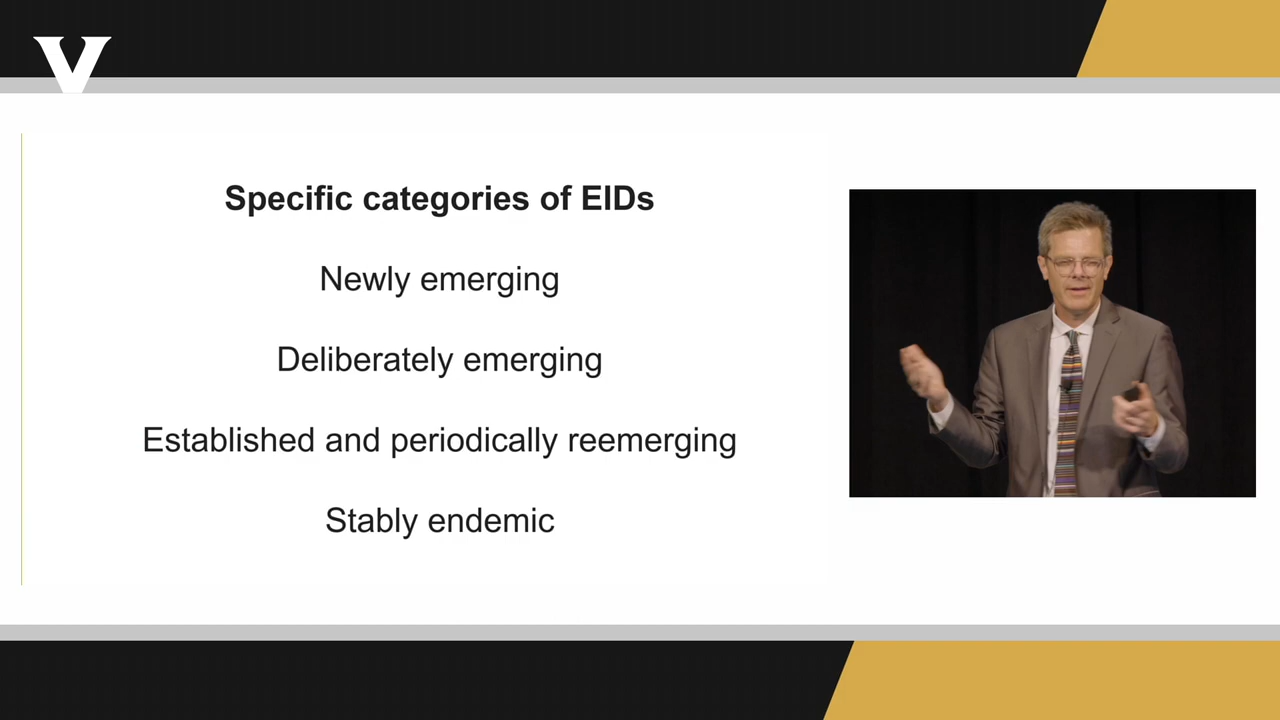 V
Specific categories of EIDs
Newly emerging
Deliberately emerging
Established and periodically reemerging
Stably endemic